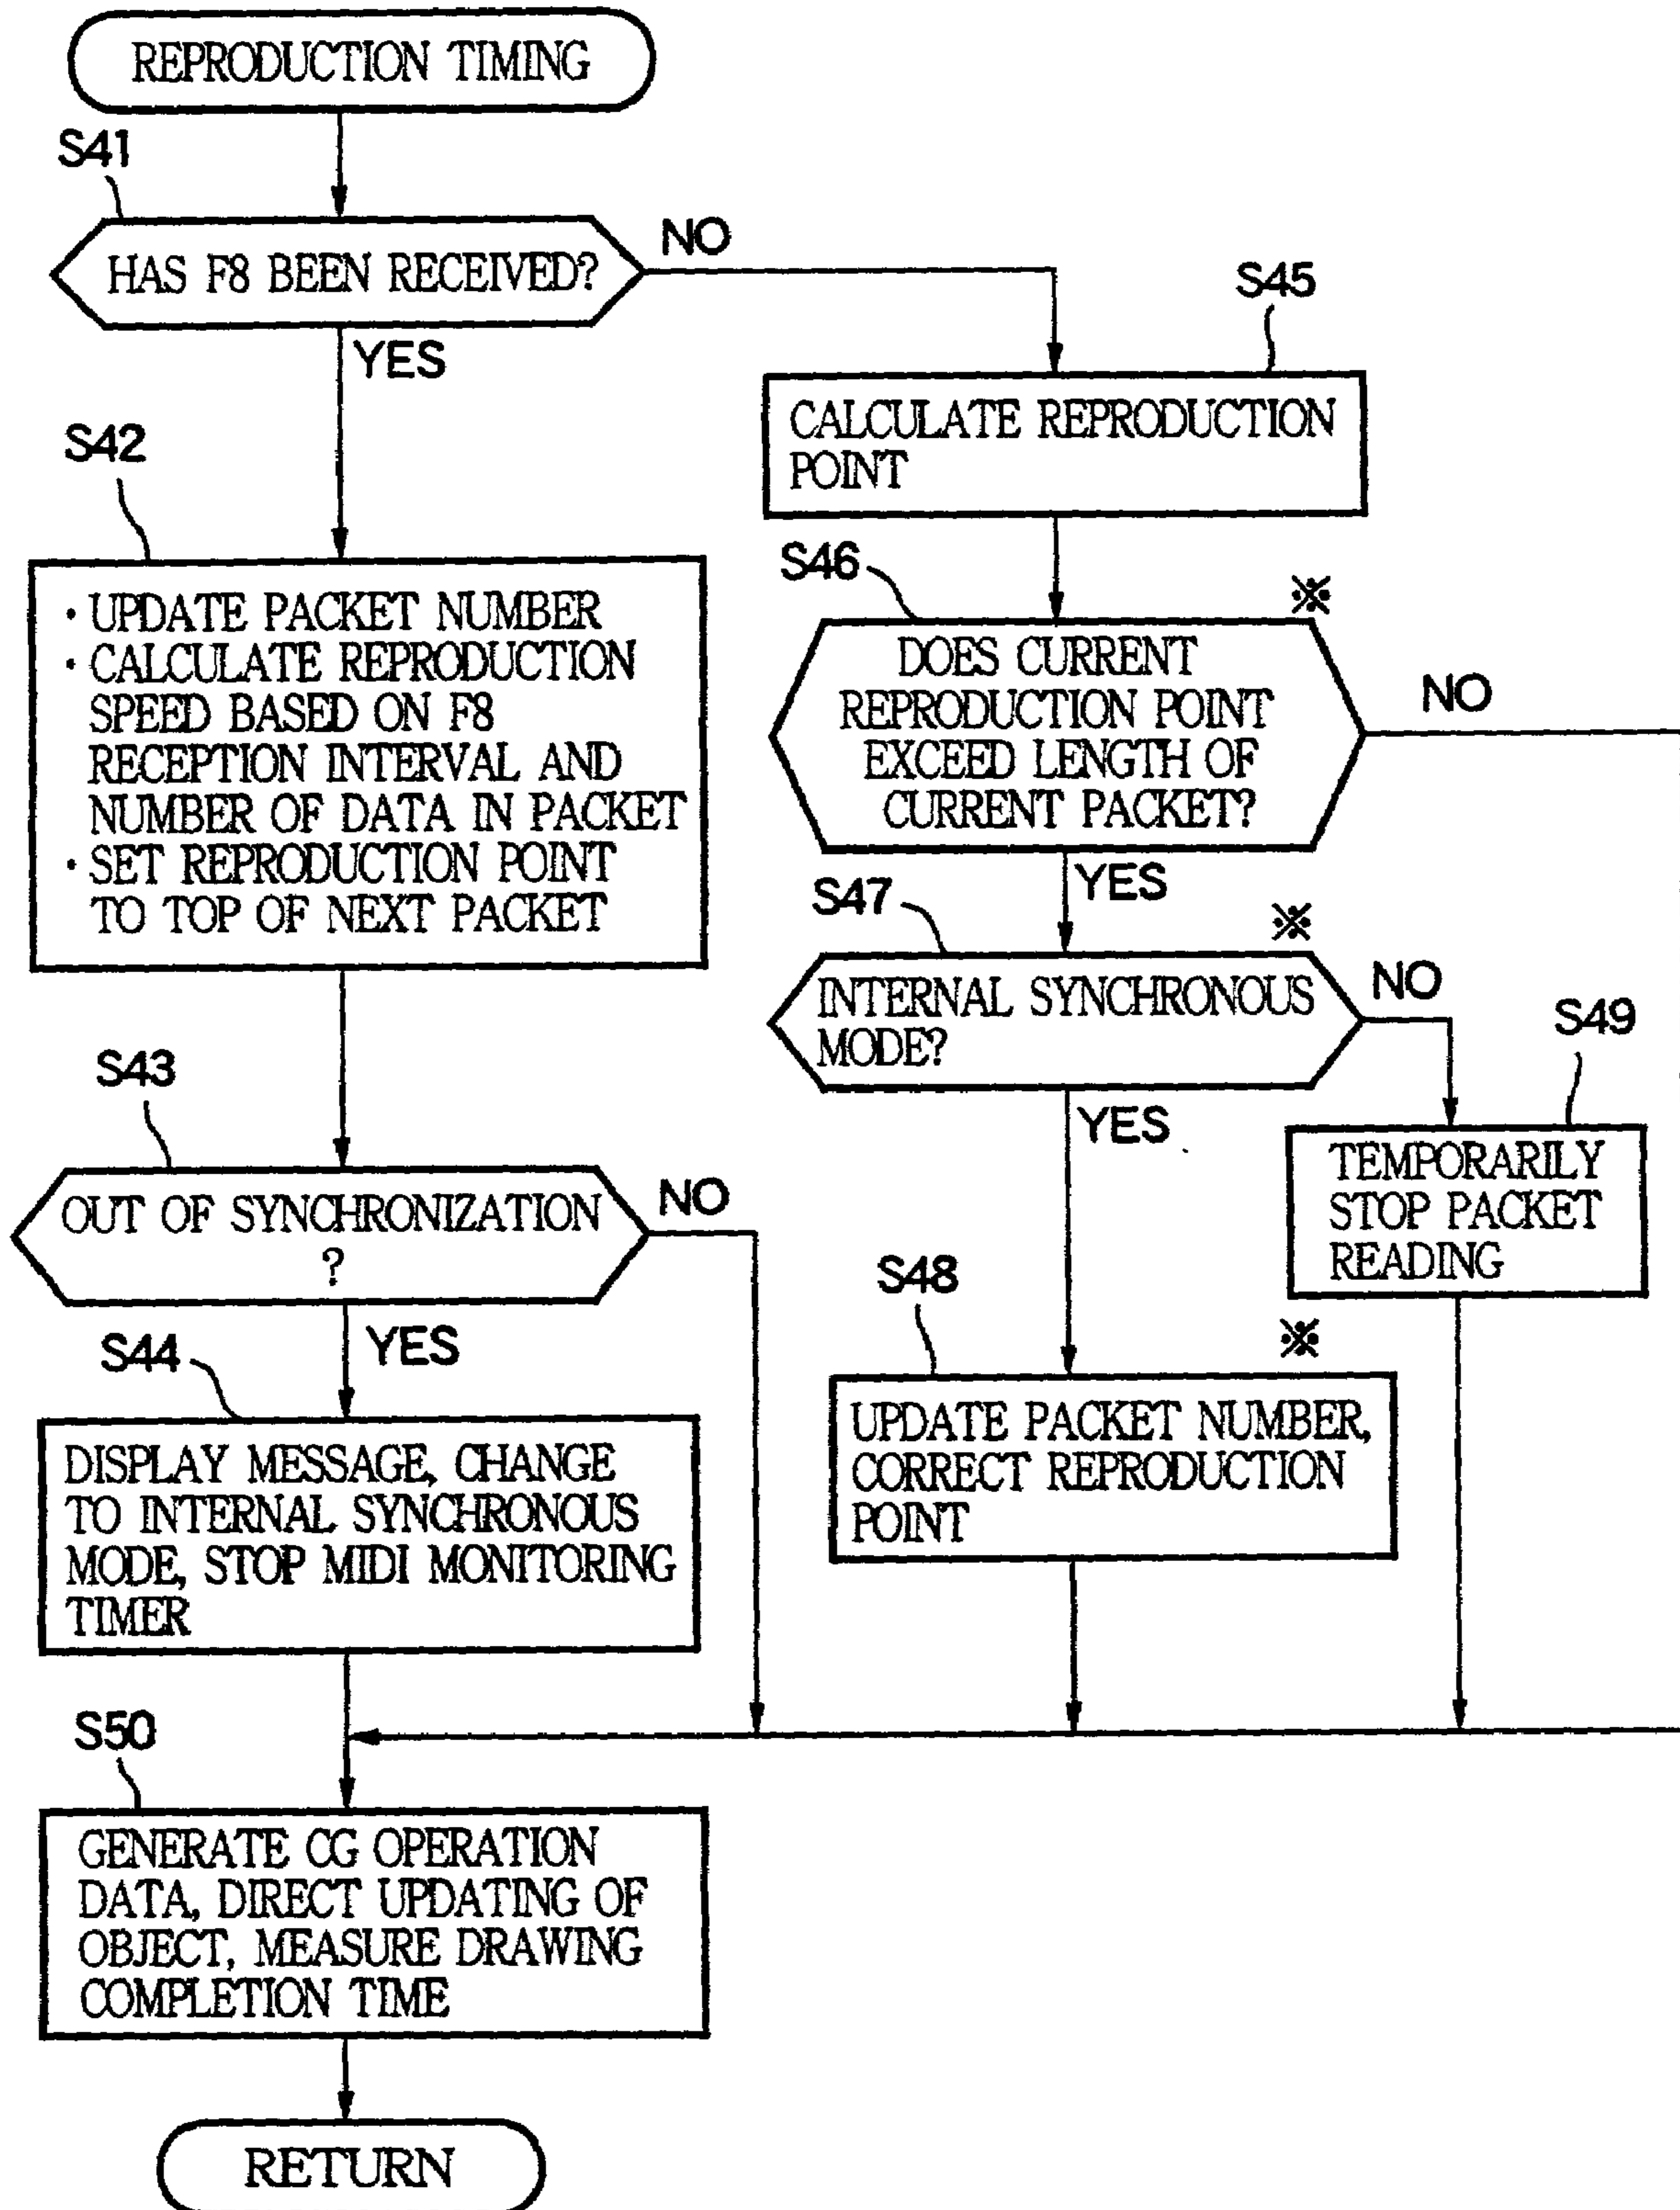 REPRODUCTION TIMING
S41
HAS F8 BEEN RECEIVED?
NO
YES
S42
· UPDATE PACKET NUMBER
· CALCULATE REPRODUCTION
SPEED BASED ON F8
RECEPTION INTERVAL AND
NUMBER OF DATA IN PACKET
· SET REPRODUCTION POINT
TO TOP OF NEXT PACKET
S43
OUT OF SYNCHRONIZATION
?
NO
YES
S44
DISPLAY MESSAGE, CHANGE
TO INTERNAL SYNCHRONOUS
MODE, STOP MIDI MONITORING
TIMER
S45
CALCULATE REPRODUCTION
POINT
S46
※
DOES CURRENT
REPRODUCTION POINT
EXCEED LENGTH OF
CURRENT PACKET?
NO
YES
S47
※
INTERNAL SYNCHRONOUS
MODE?
NO
YES
S49
TEMPORARILY
STOP PACKET
READING
S48
※
UPDATE PACKET NUMBER,
CORRECT REPRODUCTION
POINT
S50
GENERATE CG OPERATION
DATA, DIRECT UPDATING OF
OBJECT, MEASURE DRAWING
COMPLETION TIME
RETURN